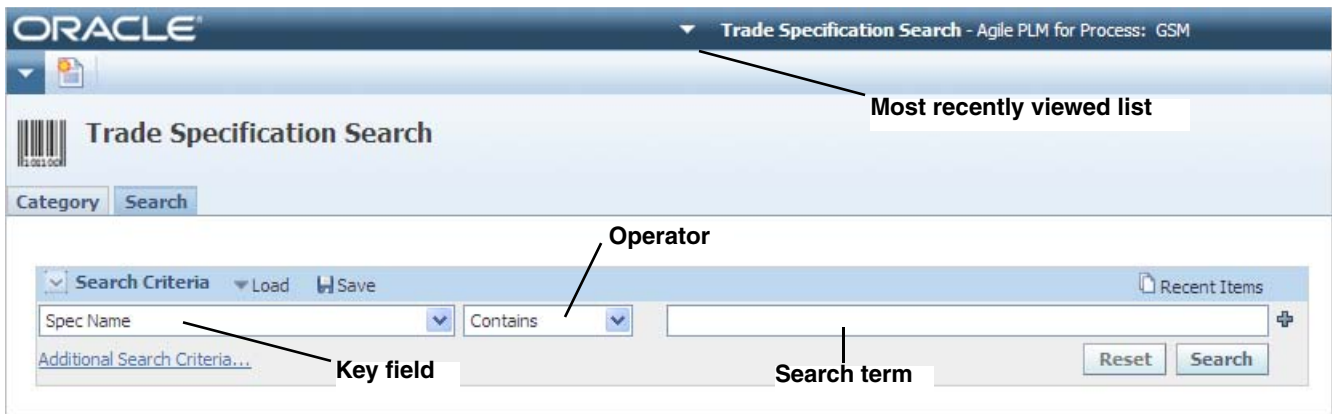 ORACLE
Trade Specification Search - Agile PLM for Process: GSM
Most recently viewed list
Trade Specification Search
Category Search
Operator
Search Criteria Load Save Recent Items
Spec Name Contains
Additional Search Criteria... Reset Search
Key field Search term